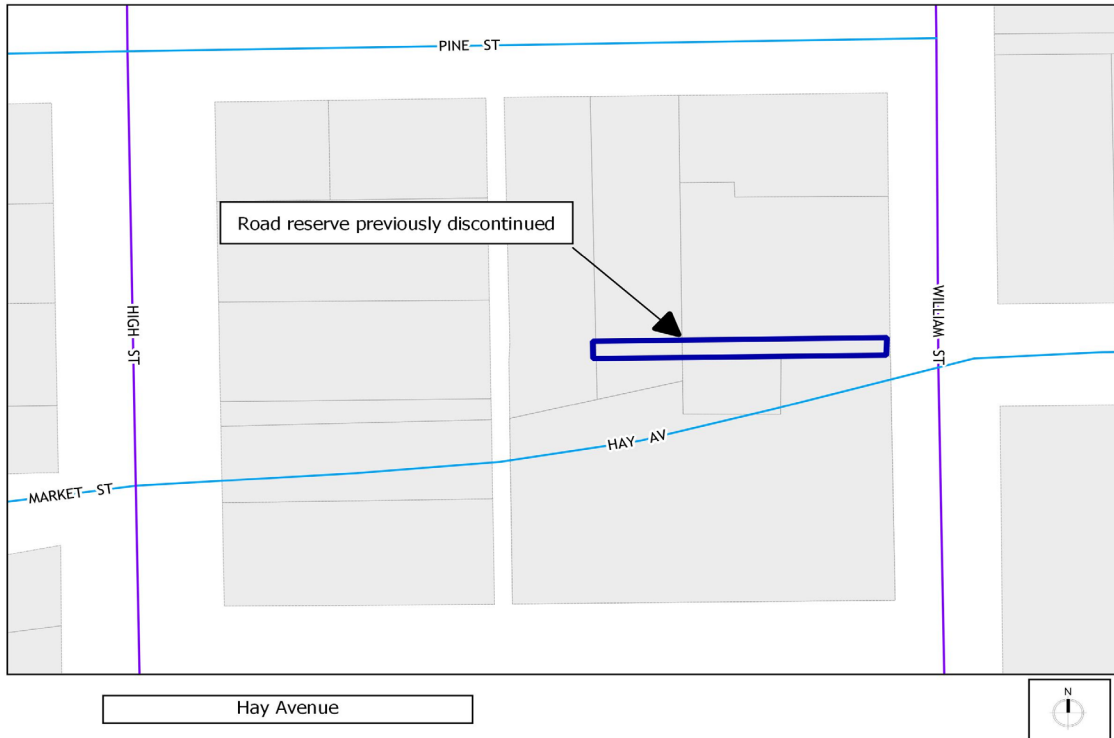 PINE ST
Road reserve previously discontinued
HIGH ST
WILLIAM ST
HAY AV
MARKET ST
Hay Avenue
N